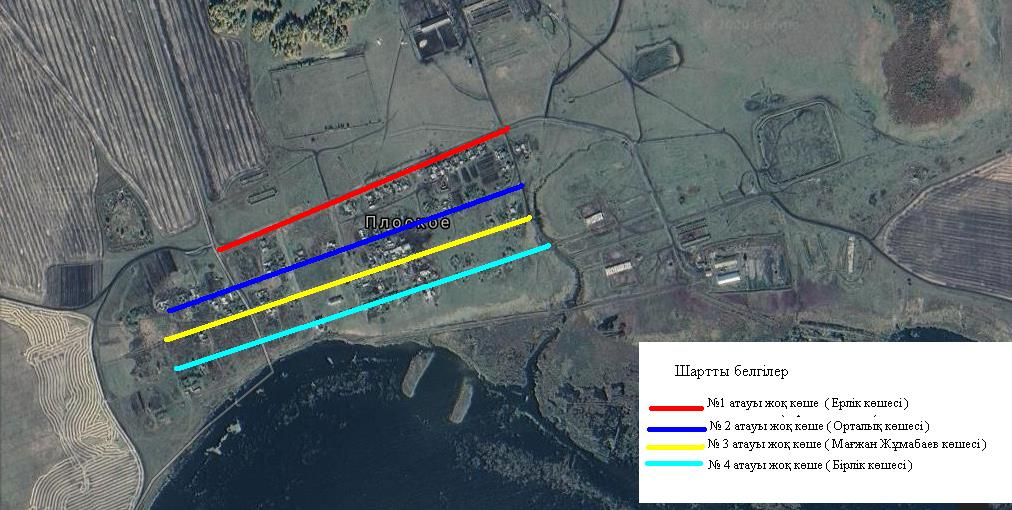 Плоское
Шартты белгілер
№1 атауы жоқ көше ( Ерлік көшесі )
№ 2 атауы жоқ көше ( Орталық көшесі )
№ 3 атауы жоқ көше ( Мағжан Жұмабаев көшесі )
№ 4 атауы жоқ көше ( Бірлік көшесі )